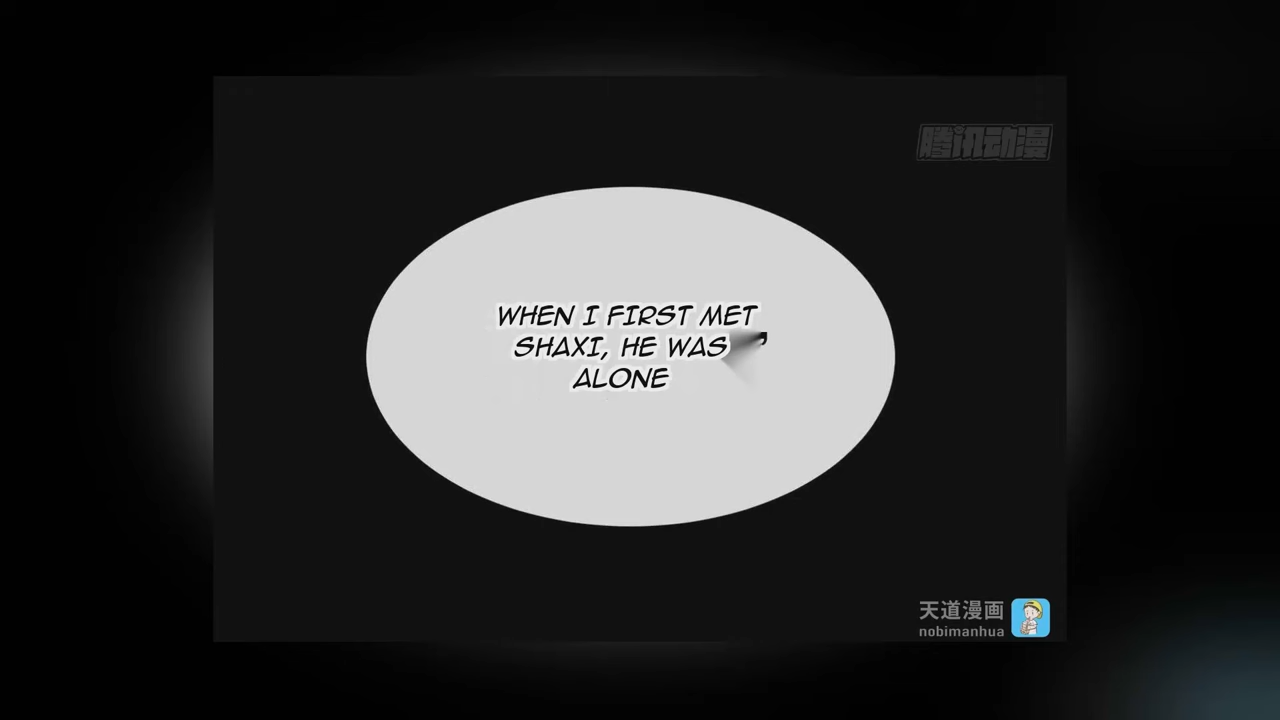 腾讯动漫
WHEN I FIRST MET
SHAXI, HE WAS ,
ALONE
天道漫画
nobimanhua